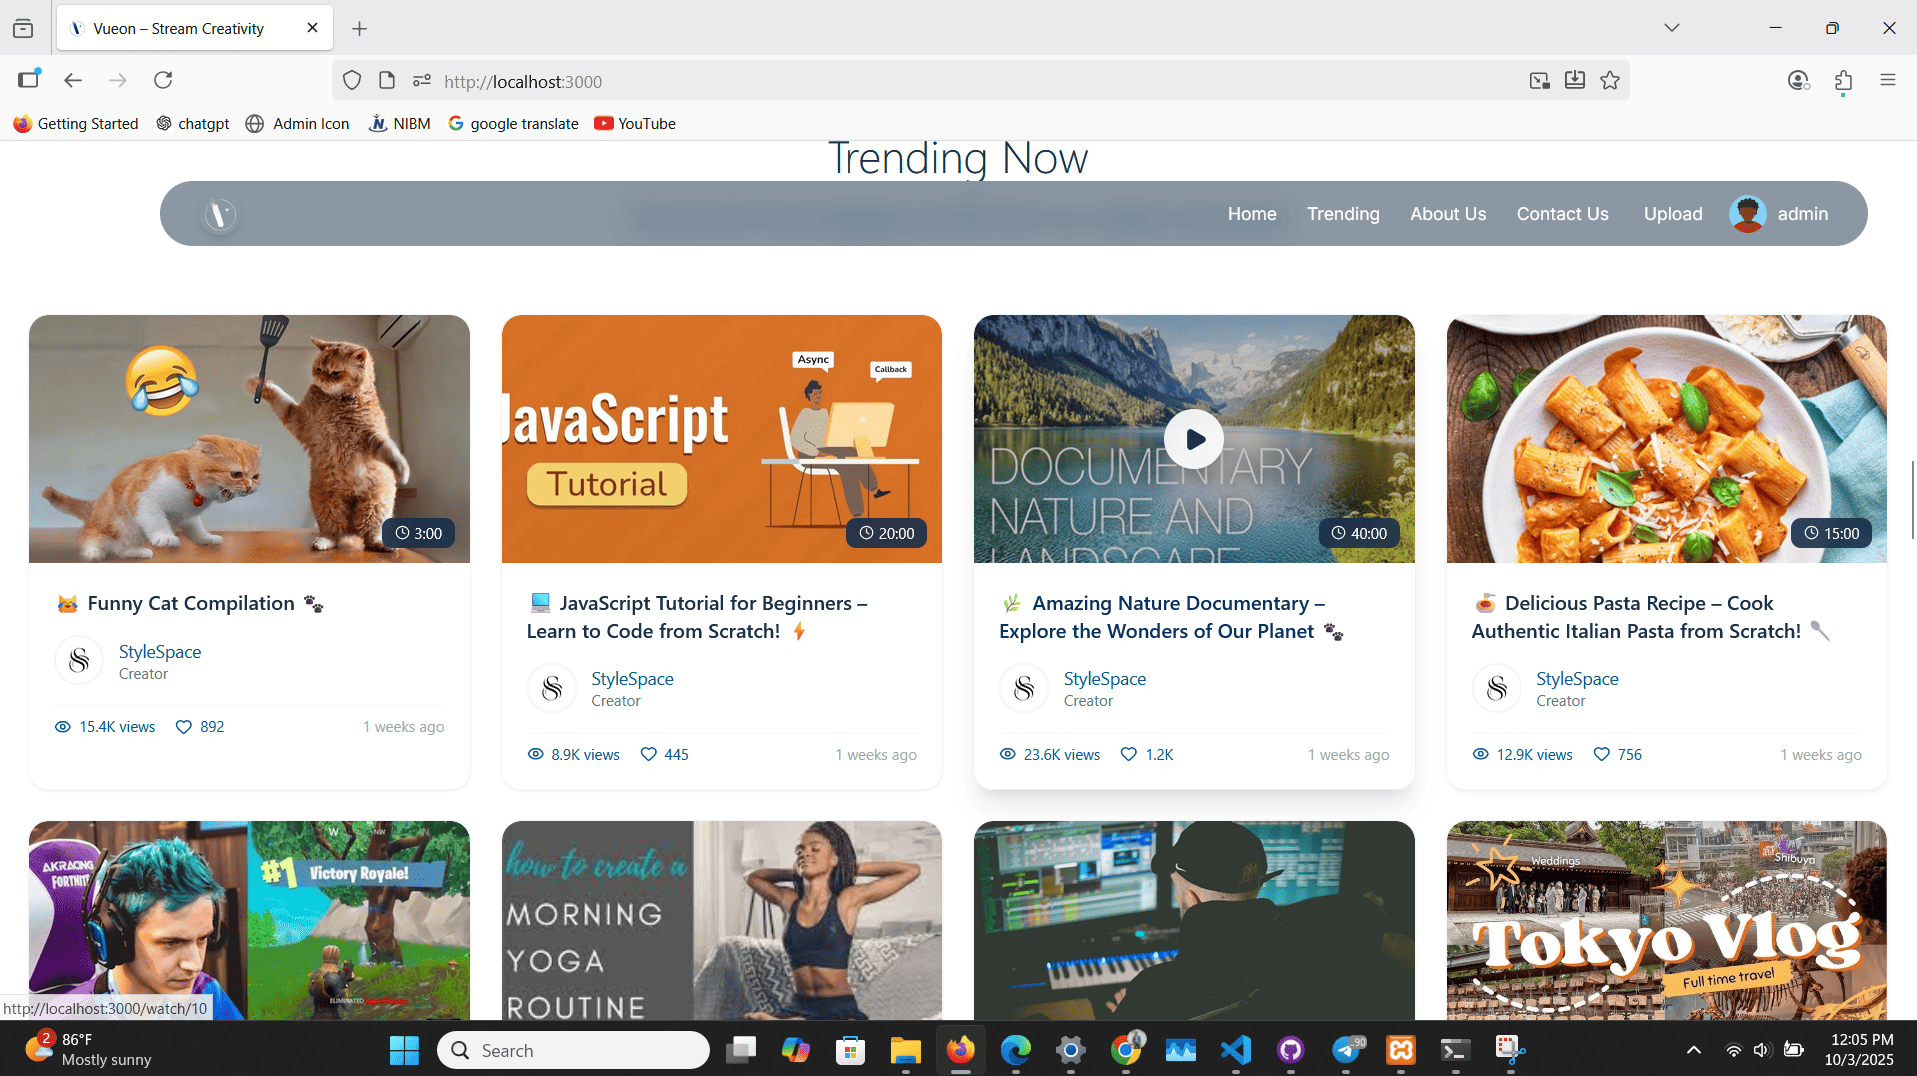 Vueon – Stream Creativity
http://localhost:3000
Getting Started
chatgpt
Admin Icon
NIBM
google translate
YouTube
Trending Now
Home
Trending
About Us
Contact Us
Upload
admin
3:00
JavaScript
Tutorial
Async
Callback
20:00
DOCUMENTARY
NATURE AND
LANDSCAPE
40:00
15:00
😹 Funny Cat Compilation 🐾
StyleSpace
Creator
15.4K views
892
1 weeks ago
💻 JavaScript Tutorial for Beginners –
Learn to Code from Scratch! ⚡
StyleSpace
Creator
8.9K views
445
1 weeks ago
🌿 Amazing Nature Documentary –
Explore the Wonders of Our Planet 🐾
StyleSpace
Creator
23.6K views
1.2K
1 weeks ago
🍝 Delicious Pasta Recipe – Cook
Authentic Italian Pasta from Scratch! 🥄
StyleSpace
Creator
12.9K views
756
1 weeks ago
AKRACING
FORTNITE
W
NW
N
#1 Victory Royale!
ELIMINATED
how to create a
MORNING
YOGA
ROUTINE
Weddings
Shibuya
Tokyo Vlog
Full time travel
http://localhost:3000/watch/10
2
86°F
Mostly sunny
Search
90
12:05 PM
10/3/2025